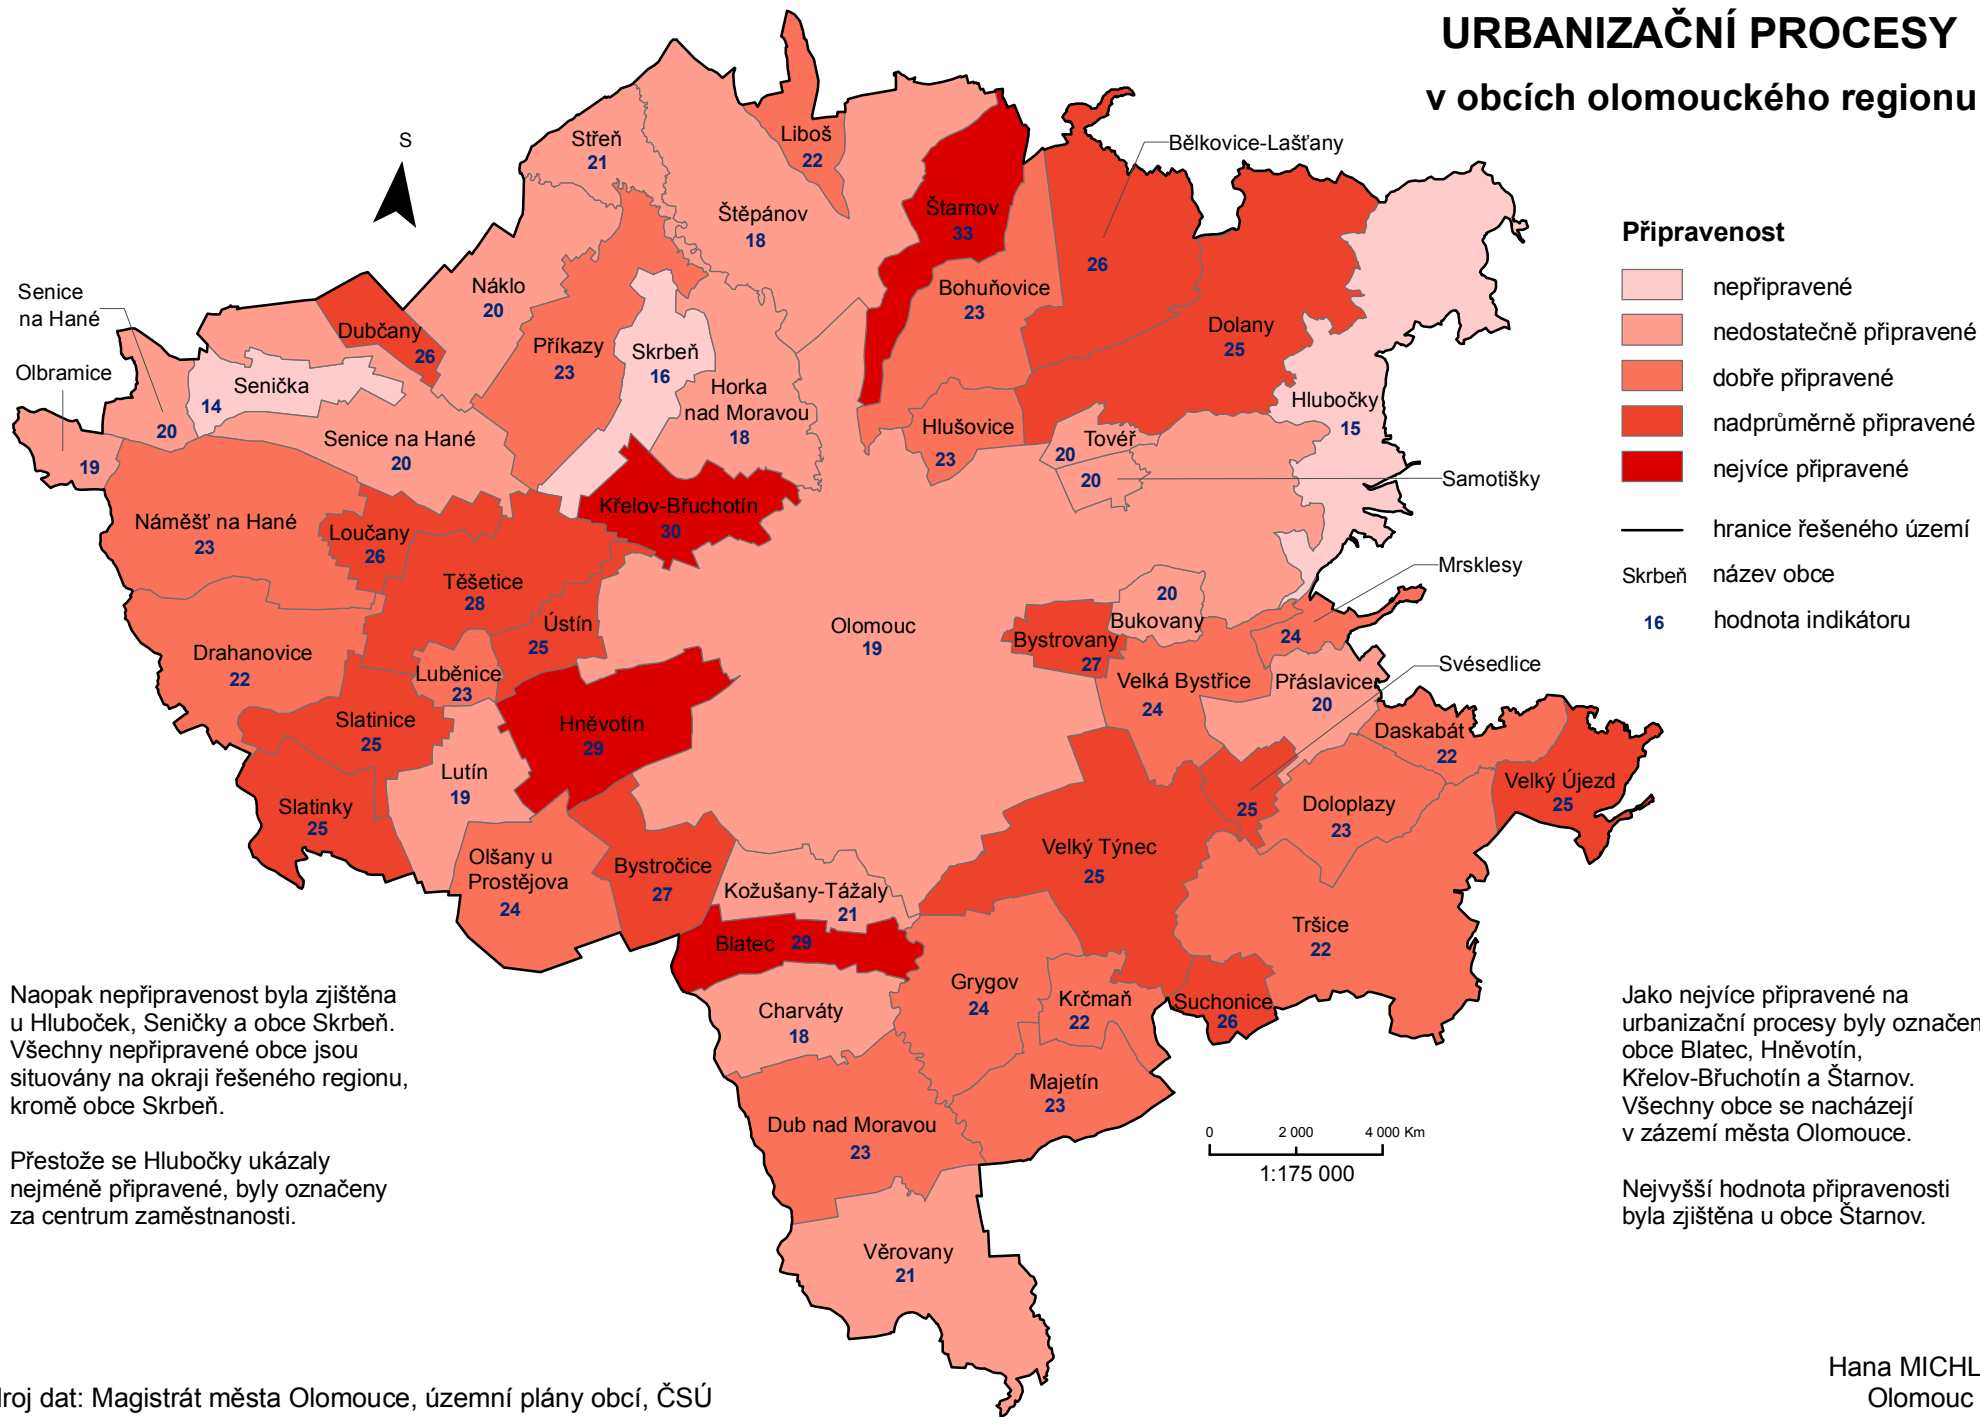 URBANIZAČNÍ PROCESY
v obcích olomouckého regionu
S
Střeň
21
Liboš
22
Štěpánov
18
Štarnov
33
Bělkovice-Lašťany
26
Bohuňovice
23
Dolany
25
Náklo
20
Senice
na Hané
20
Dubčany
26
Příkazy
23
Skrbeň
16
Olbramice
19
Senička
14
Horka
nad Moravou
18
Senice na Hané
20
Hlušovice
23
Tovéř
20
Samotišky
20
Hlubočky
15
Křelov-Břuchotín
30
Náměšť na Hané
23
Loučany
26
Těšetice
28
Ústín
25
Olomouc
19
Bystrovany
27
Bukovany
20
Mrsklesy
24
Drahanovice
22
Luběnice
23
Velká Bystřice
24
Přáslavice
20
Svésedlice
25
Slatinice
25
Hněvotín
29
Daskabát
22
Velký Újezd
25
Lutín
19
Slatinky
25
Doloplazy
23
Olšany u
Prostějova
24
Bystročice
27
Velký Týnec
25
Kožušany-Tážaly
21
Blatec 29
Tršice
22
Charváty
18
Grygov
24
Krčmaň
22
Suchonice
26
Majetín
23
Dub nad Moravou
23
Věrovany
21
Připravenost
nepřipravené
nedostatečně připravené
dobře připravené
nadprůměrně připravené
nejvíce připravené
hranice řešeného území
Skrbeň název obce
16 hodnota indikátoru
Naopak nepřipravenost byla zjištěna
u Hluboček, Seničky a obce Skrbeň.
Všechny nepřipravené obce jsou
situovány na okraji řešeného regionu,
kromě obce Skrbeň.
Přestože se Hlubočky ukázaly
nejméně připravené, byly označeny
za centrum zaměstnanosti.
Jako nejvíce připravené na
urbanizační procesy byly označen
obce Blatec, Hněvotín,
Křelov-Břuchotín a Štarnov.
Všechny obce se nacházejí
v zázemí města Olomouce.
Nejvyšší hodnota připravenosti
byla zjištěna u obce Štarnov.
0 2 000 4 000 Km
1:175 000
droj dat: Magistrát města Olomouce, územní plány obcí, ČSÚ
Hana MICHL
Olomouc